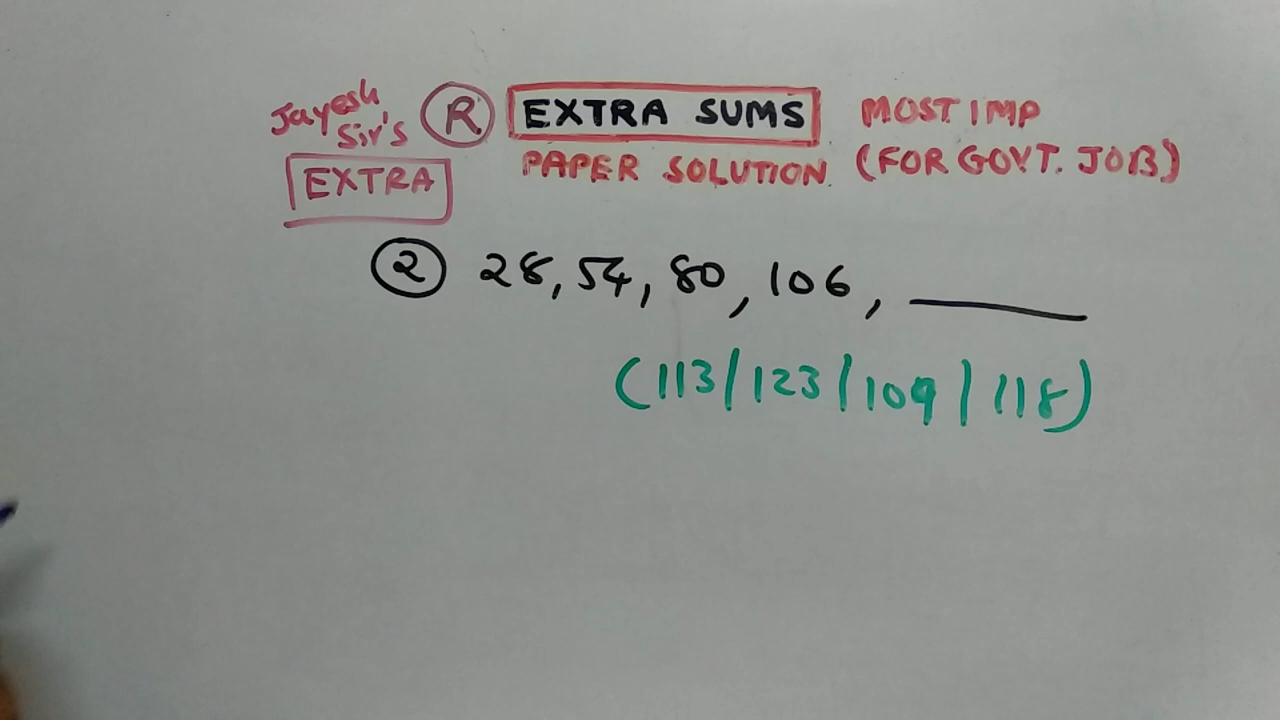 Jayesh Sir's R EXTRA SUMS MOST IMP
EXTRA PAPER SOLUTION (FOR GOVT. JOB)
2 28, 54, 80, 106, ______
(113/123/109/118)